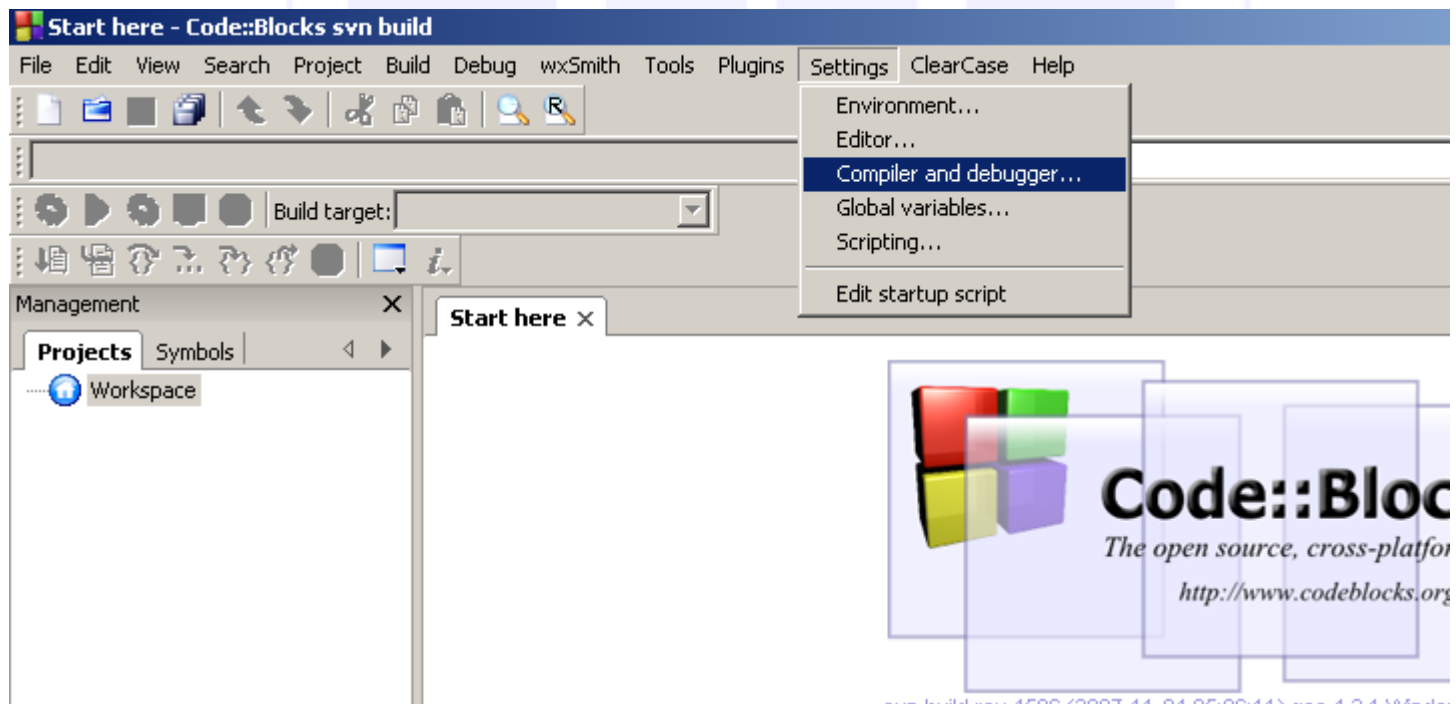 Start here - Code::Blocks svn build
File Edit View Search Project Build Debug wxSmith Tools Plugins Settings ClearCase Help
Environment...
Editor...
Compiler and debugger...
Global variables...
Scripting...
Edit startup script
Build target:
Management
Projects Symbols
Workspace
Start here
Code::Bloc
The open source, cross-platfor
http://www.codeblocks.org